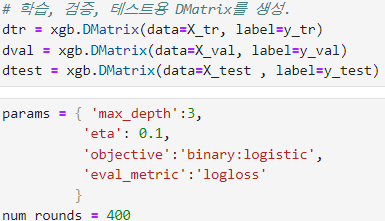 # 학습, 검증, 테스트용 DMatrix를 생성.
dtr = xgb.DMatrix(data=X_tr, label=y_tr)
dval = xgb.DMatrix(data=X_val, label=y_val)
dtest = xgb.DMatrix(data=X_test , label=y_test)
params = { 'max_depth':3,
'eta': 0.1,
'objective':'binary:logistic',
'eval_metric':'logloss'
}
num_rounds = 400